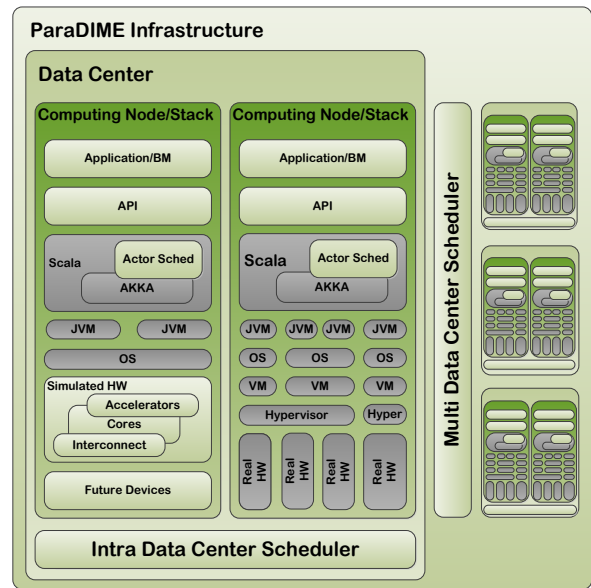 ParaDIME Infrastructure
Data Center
Computing Node/Stack
Application/BM
API
Scala
Actor Sched
AKKA
JVM JVM
OS
Simulated HW
Accelerators
Cores
Interconnect
Future Devices
Computing Node/Stack
Application/BM
API
Scala
Actor Sched
AKKA
JVM JVM JVM JVM
OS OS OS
VM VM VM
Hypervisor Hyper
Real HW
Real HW
Real HW
Real HW
Intra Data Center Scheduler
Multi Data Center Scheduler